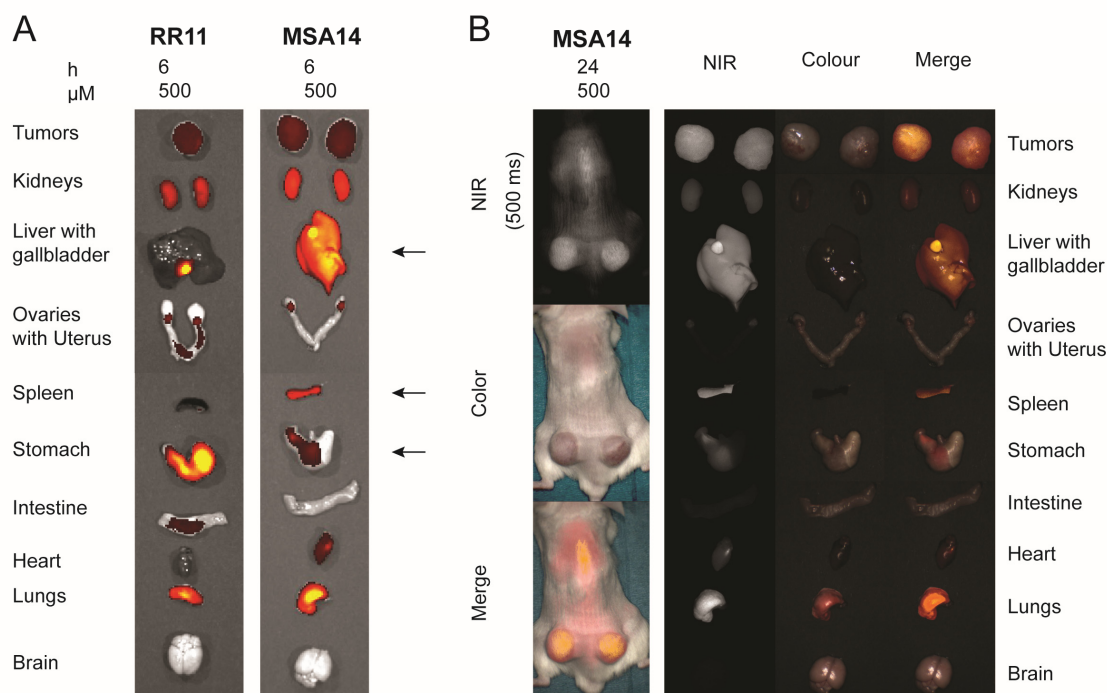 A
RR11
MSA14
h
6
6
µM
500
500
Tumors
Kidneys
Liver with
gallbladder
Ovaries
with Uterus
Spleen
Stomach
Intestine
Heart
Lungs
Brain
B
MSA14
24
500
NIR
Colour
Merge
NIR
(500 ms)
Color
Merge
Tumors
Kidneys
Liver with
gallbladder
Ovaries
with Uterus
Spleen
Stomach
Intestine
Heart
Lungs
Brain